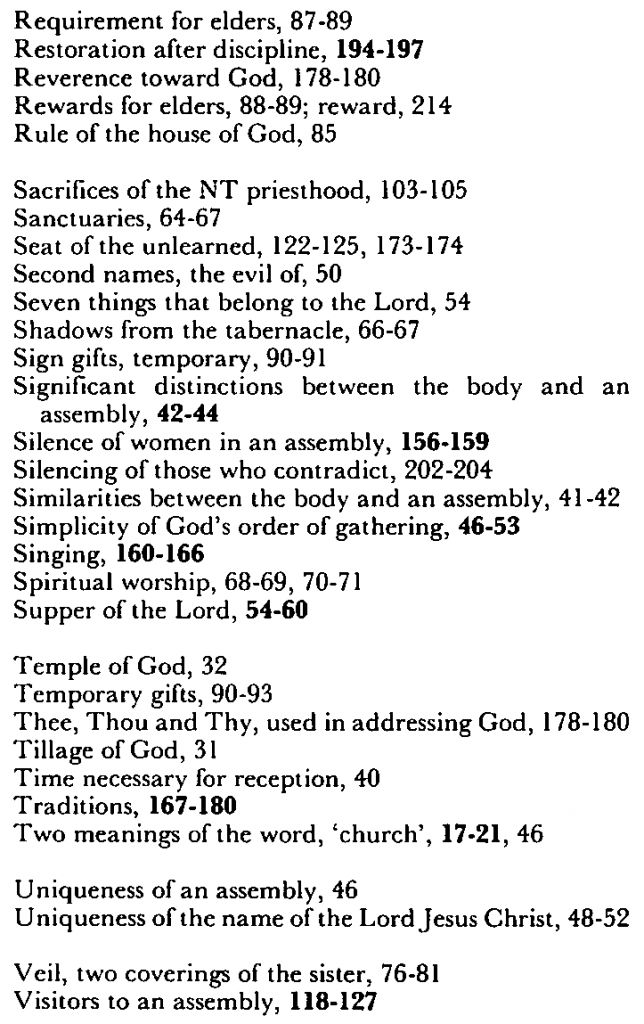 Requirement for elders, 87-89
Restoration after discipline, 194-197
Reverence toward God, 178-180
Rewards for elders, 88-89; reward, 214
Rule of the house of God, 85

Sacrifices of the NT priesthood, 103-105
Sanctuaries, 64-67
Seat of the unlearned, 122-125, 173-174
Second names, the evil of, 50
Seven things that belong to the Lord, 54
Shadows from the tabernacle, 66-67
Sign gifts, temporary, 90-91
Significant distinctions between the body and an
assembly, 42-44
Silence of women in an assembly, 156-159
Silencing of those who contradict, 202-204
Similarities between the body and an assembly, 41-42
Simplicity of God's order of gathering, 46-53
Singing, 160-166
Spiritual worship, 68-69, 70-71
Supper of the Lord, 54-60

Temple of God, 32
Temporary gifts, 90-93
Thee, Thou and Thy, used in addressing God, 178-180
Tillage of God, 31
Time necessary for reception, 40
Traditions, 167-180
Two meanings of the word, ‘church’, 17-21, 46

Uniqueness of an assembly, 46
Uniqueness of the name of the Lord Jesus Christ, 48-52

Veil, two coverings of the sister, 76-81
Visitors to an assembly, 118-127